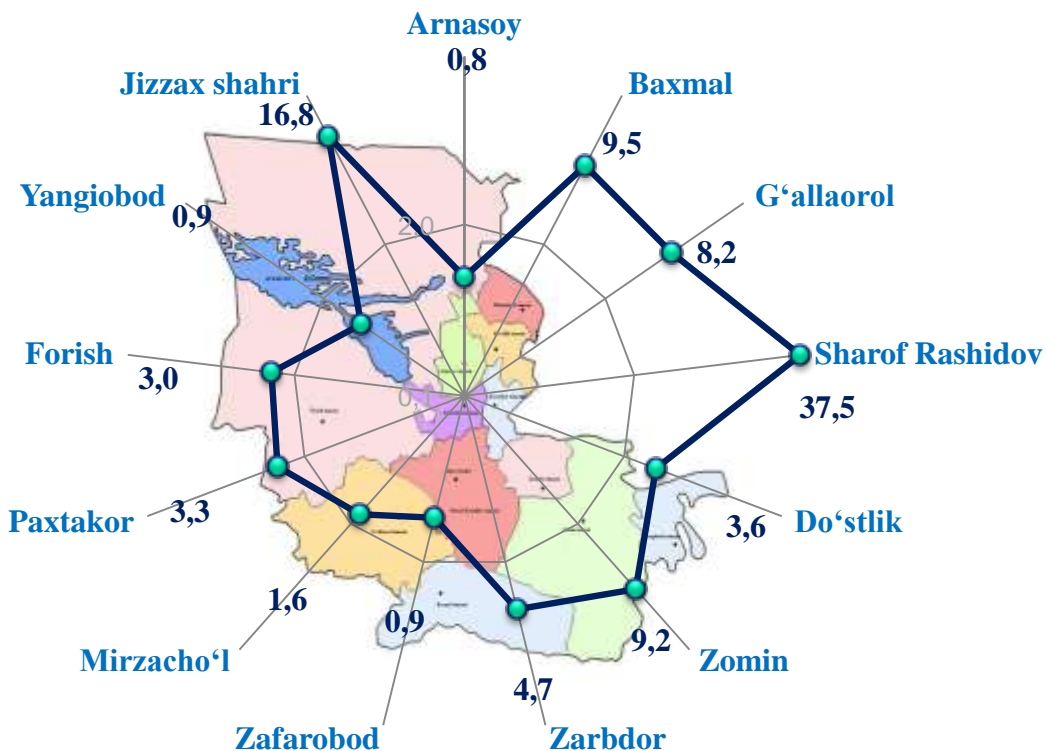 Arnasoy
0,8
Baxmal
9,5
G‘allaorol
8,2
Sharof Rashidov
37,5
Do‘stlik
3,6
Zomin
9,2
Zarbdor
4,7
Zafarobod
0,9
Mirzacho‘l
1,6
Paxtakor
3,3
Forish
3,0
Yangiobod
0,9
Jizzax shahri
16,8
2,0